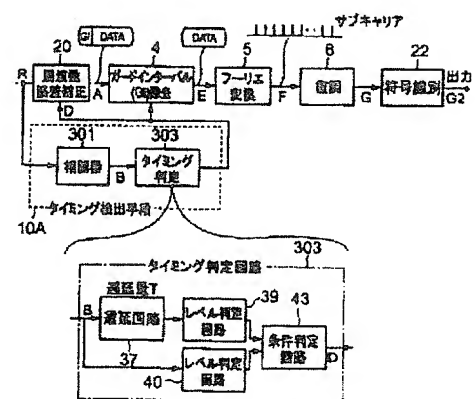 サブキャリア
GI DATA
DATA
20
4
5
6
22
R
周波数
誤差補正
A
ガードインターバル
(GI)除去
E
フーリエ
変換
F
復調
G
符号識別
出力
G2
D
301
303
相関器
B
タイミング
判定
10A
タイミング検出手段
303
タイミング判定回路
遅延量T
39
43
B
遅延回路
レベル判定
回路
条件判定
回路
D
37
レベル判定
回路
40